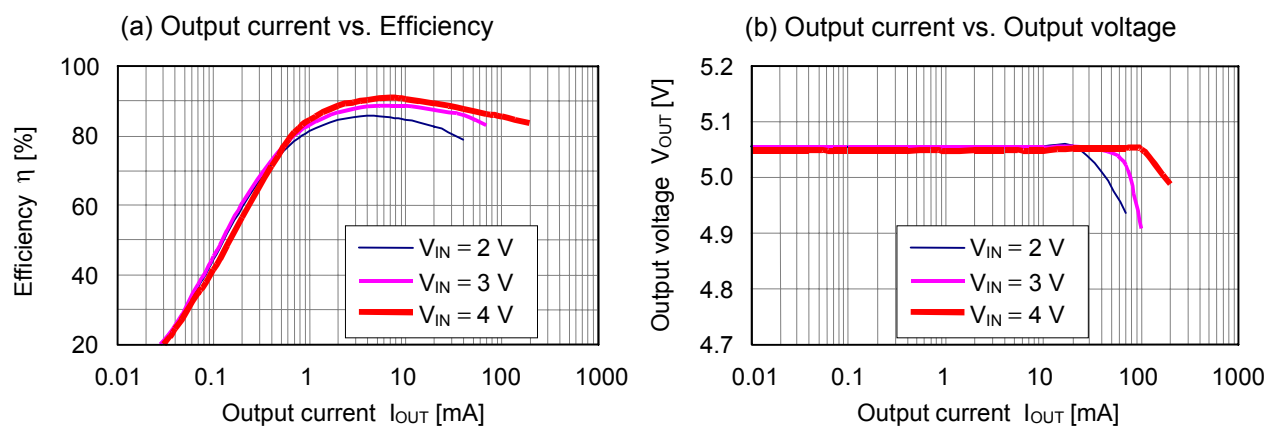 (a) Output current vs. Efficiency
100
80
60
40
20
Efficiency η [%]
VIN = 2 V
VIN = 3 V
VIN = 4 V
0.01 0.1 1 10 100 1000
Output current IOUT [mA]
(b) Output current vs. Output voltage
5.2
5.1
5.0
4.9
4.8
4.7
Output voltage VOUT [V]
VIN = 2 V
VIN = 3 V
VIN = 4 V
0.01 0.1 1 10 100 1000
Output current IOUT [mA]